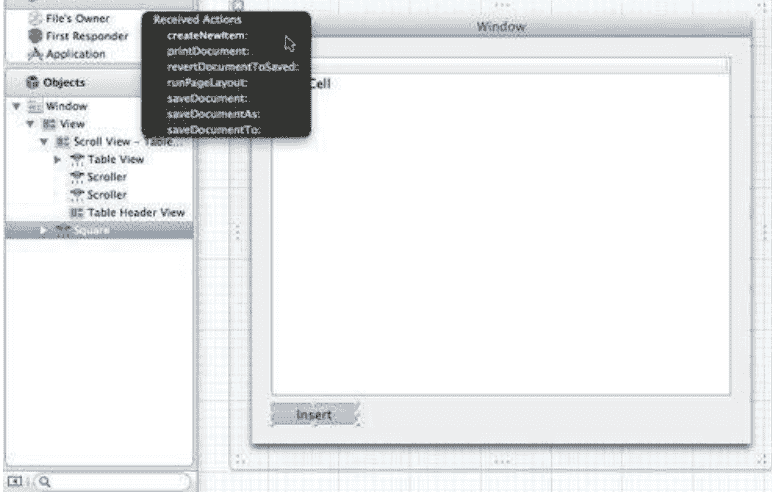 File's Owner
First Responder
Application
Received Actions
createNewItem:
printDocument:
revertDocumentToSaved:
runPageLayout:
saveDocument:
saveDocumentAs:
saveDocumentTo:
Objects
Window
View
Scroll View – Table...
Table View
Scroller
Scroller
Table Header View
Square
Window
Cell
Insert